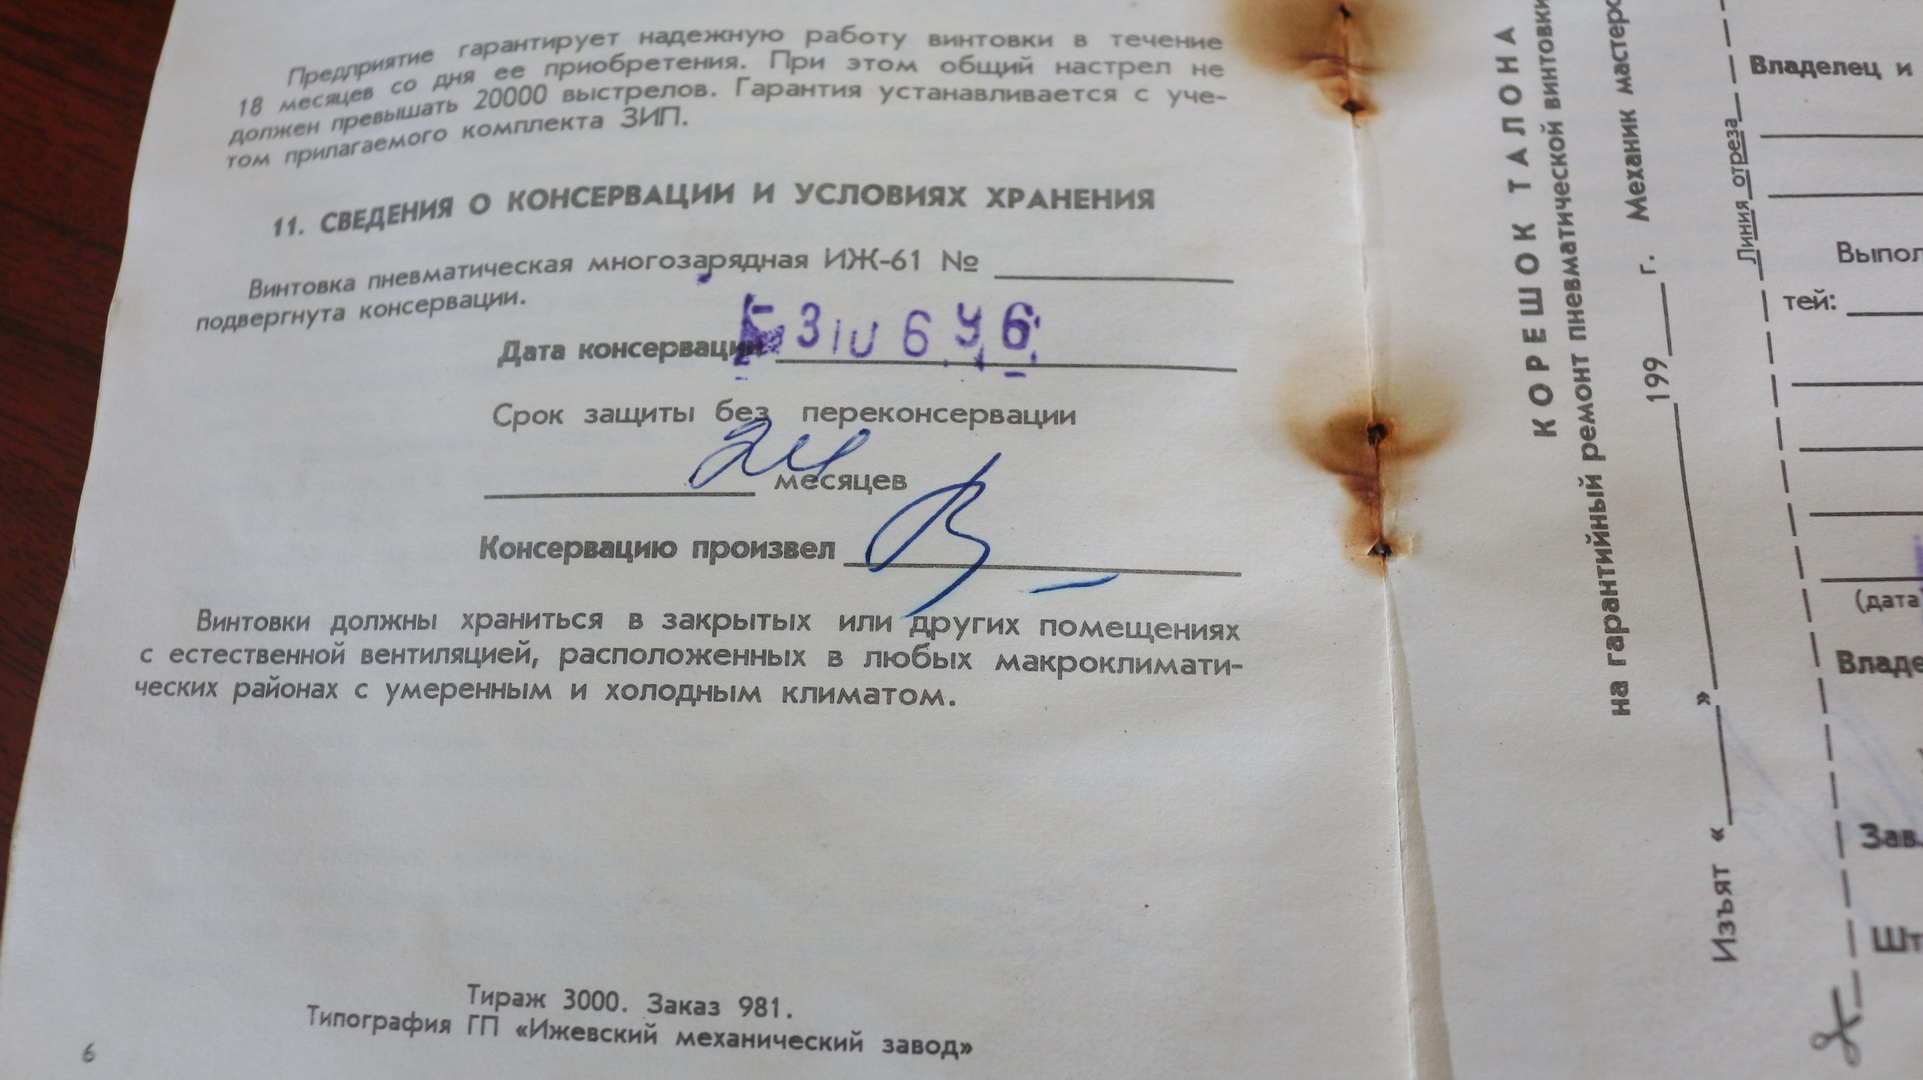 Предприятие гарантирует надежную работу винтовки в течение
18 месяцев со дня ее приобретения. При этом общий настрел не
должен превышать 20000 выстрелов. Гарантия устанавливается с уче-
том прилагаемого комплекта ЗИП.
11. СВЕДЕНИЯ О КОНСЕРВАЦИИ И УСЛОВИЯХ ХРАНЕНИЯ
Винтовка пневматическая многозарядная ИЖ-61 №
подвергнута консервации.
Дата консервации
Срок защиты без переконсервации
24 месяцев
Консервацию произвел
Винтовки должны храниться в закрытых или других помещениях
с естественной вентиляцией, расположенных в любых макроклимати-
ческих районах с умеренным и холодным климатом.
Тираж 3000. Заказ 981.
Типография ГП «Ижевский механический завод»
6
КОРЕШОК ТАЛОНА
на гарантийный ремонт пневматической винтовки
Изъят « » 199 г. Механик мастерс
Линия отреза
Владелец и
Выпол
тей:
(дата)
Владе
Зав.
Шт